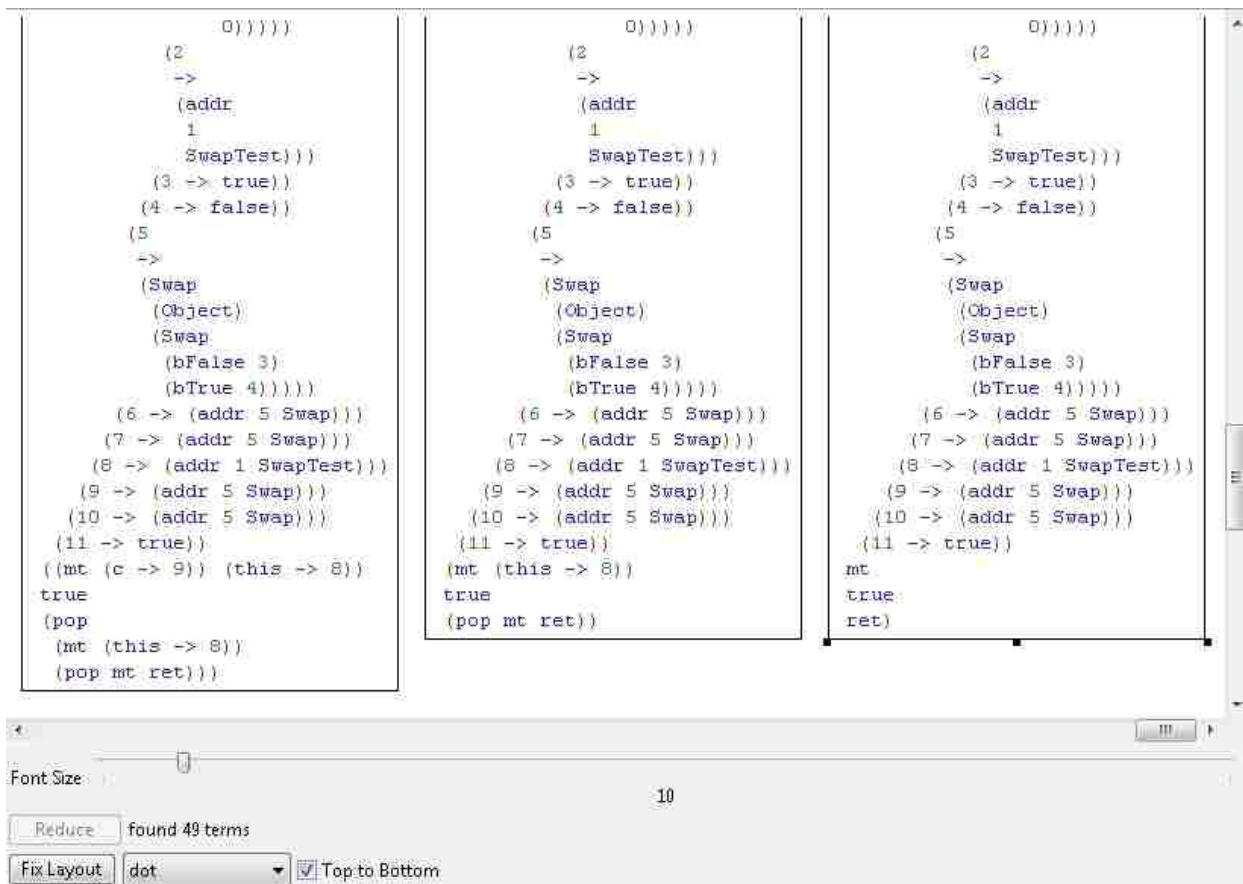 0)))))
(2
->
(addr
1
SwapTest)))
(3 -> true))
(4 -> false))
(5
->
(Swap
(Object)
(Swap
(bFalse 3)
(bTrue 4)))))
(6 -> (addr 5 Swap)))
(7 -> (addr 5 Swap)))
(8 -> (addr 1 SwapTest)))
(9 -> (addr 5 Swap)))
(10 -> (addr 5 Swap)))
(11 -> true))
((mt (c -> 9)) (this -> 8))
true
(pop
(mt (this -> 8))
(pop mt ret)))
0)))))
(2
->
(addr
1
SwapTest)))
(3 -> true))
(4 -> false))
(5
->
(Swap
(Object)
(Swap
(bFalse 3)
(bTrue 4)))))
(6 -> (addr 5 Swap)))
(7 -> (addr 5 Swap)))
(8 -> (addr 1 SwapTest)))
(9 -> (addr 5 Swap)))
(10 -> (addr 5 Swap)))
(11 -> true))
(mt (this -> 8))
true
(pop mt ret))
0)))))
(2
->
(addr
1
SwapTest)))
(3 -> true))
(4 -> false))
(5
->
(Swap
(Object)
(Swap
(bFalse 3)
(bTrue 4)))))
(6 -> (addr 5 Swap)))
(7 -> (addr 5 Swap)))
(8 -> (addr 1 SwapTest)))
(9 -> (addr 5 Swap)))
(10 -> (addr 5 Swap)))
(11 -> true))
mt
true
ret)
Font Size
10
Reduce found 49 terms
Fix Layout dot Top to Bottom